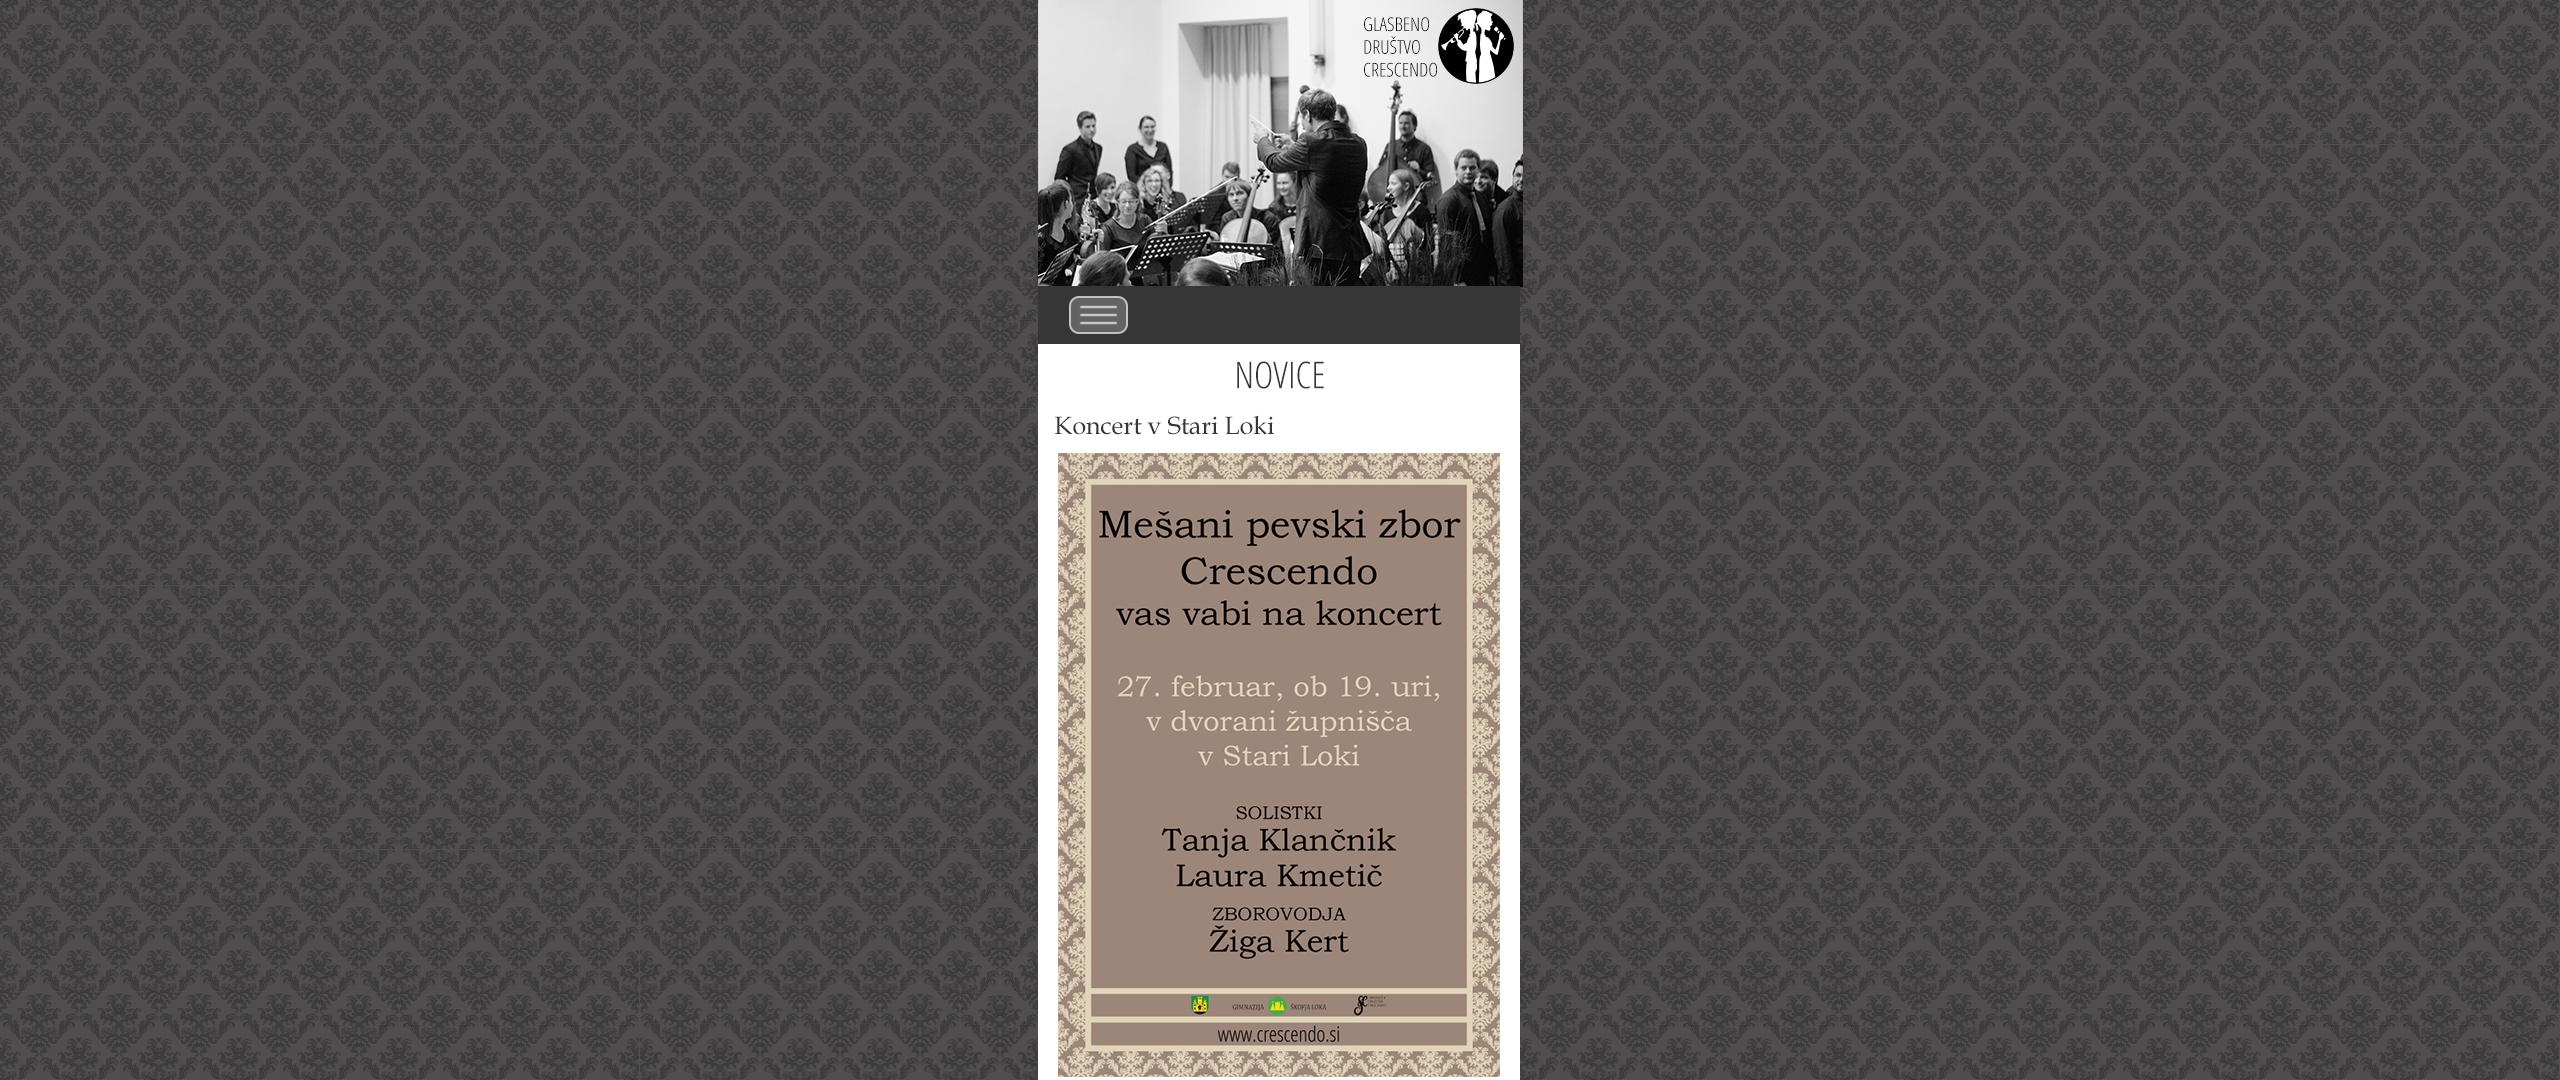 GLASBENO
DRUŠTVO
CRESCENDO
NOVICE
Koncert v Stari Loki
Mešani pevski zbor
Crescendo
vas vabi na koncert
27. februar, ob 19. uri,
v dvorani župnišča
v Stari Loki
SOLISTKI
Tanja Klančnik
Laura Kmetič
ZBOROVODJA
Žiga Kert
GIMNAZIJA ŠKOFJA LOKA
www.crescendo.si